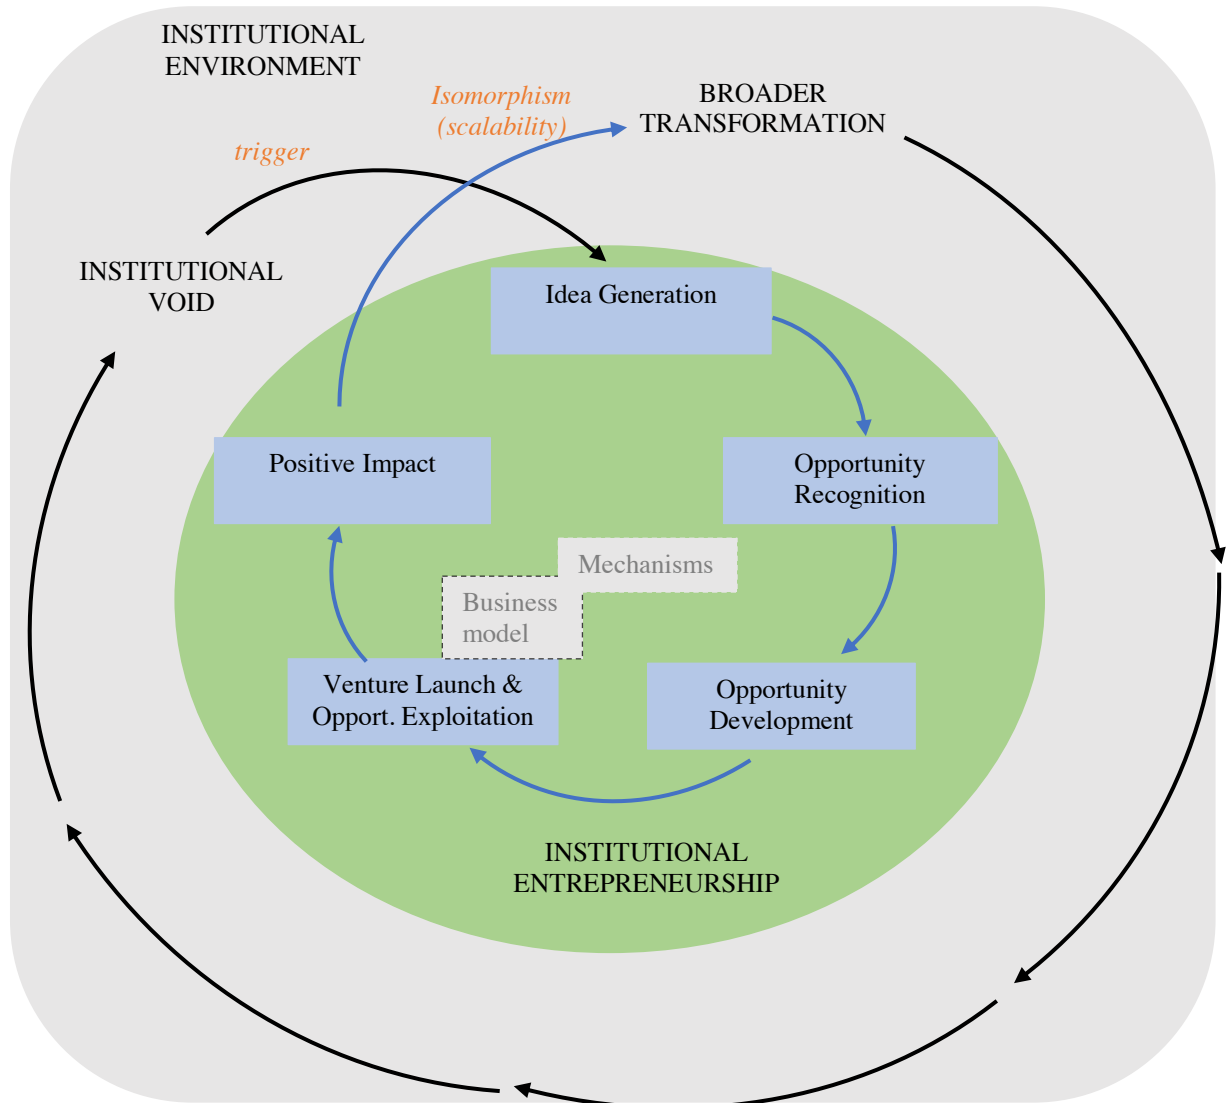 INSTITUTIONAL
ENVIRONMENT
Isomorphism
(scalability)
BROADER
TRANSFORMATION
trigger
INSTITUTIONAL
VOID
Idea Generation
Positive Impact
Opportunity
Recognition
Mechanisms
Business
model
Venture Launch &
Opport. Exploitation
Opportunity
Development
INSTITUTIONAL
ENTREPRENEURSHIP